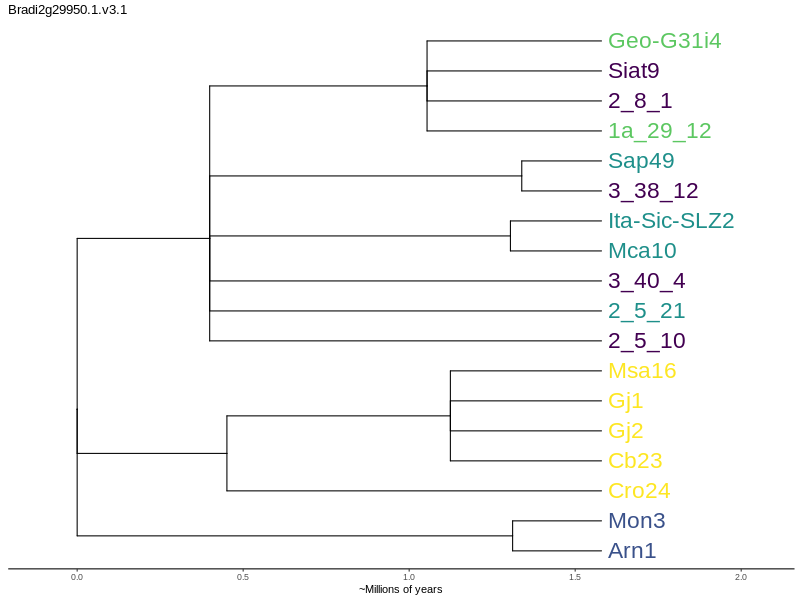 Bradi2g29950.1.v3.1
Geo-G31i4
Siat9
2_8_1
1a_29_12
Sap49
3_38_12
Ita-Sic-SLZ2
Mca10
3_40_4
2_5_21
2_5_10
Msa16
Gj1
Gj2
Cb23
Cro24
Mon3
Arn1
0.0 0.5 1.0 1.5 2.0
~Millions of years